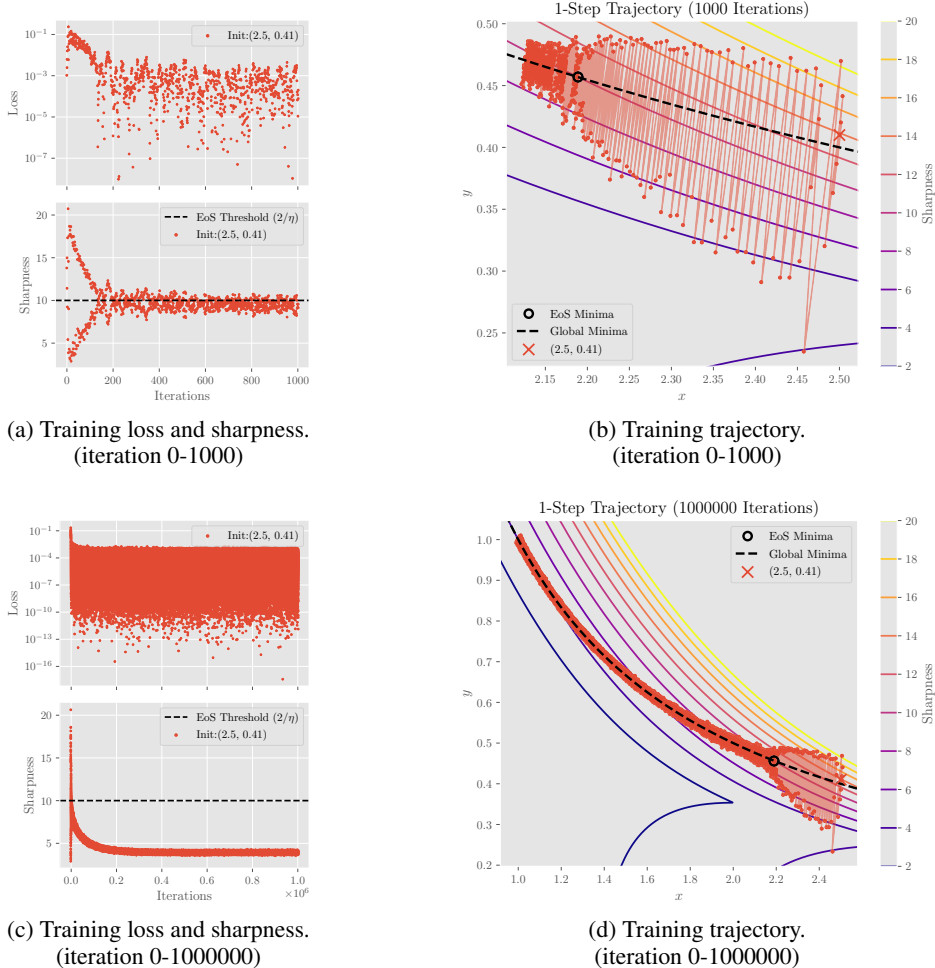 10⁻¹
10⁻³
10⁻⁵
10⁻⁷
Loss
Init:(2.5, 0.41)
20
15
10
5
Sharpness
EoS Threshold (2/η)
Init:(2.5, 0.41)
0 200 400 600 800 1000
Iterations
(a) Training loss and sharpness.
(iteration 0-1000)
1-Step Trajectory (1000 Iterations)
0.50
0.45
0.40
0.35
0.30
0.25
y
EoS Minima
Global Minima
(2.5, 0.41)
2.15 2.20 2.25 2.30 2.35 2.40 2.45 2.50
x
20
18
16
14
12
10
8
6
4
2
Sharpness
(b) Training trajectory.
(iteration 0-1000)
10⁻¹
10⁻⁴
10⁻⁷
10⁻¹⁰
10⁻¹³
10⁻¹⁶
Loss
Init:(2.5, 0.41)
20
15
10
5
Sharpness
EoS Threshold (2/η)
Init:(2.5, 0.41)
0.0 0.2 0.4 0.6 0.8 1.0
Iterations
×10⁶
(c) Training loss and sharpness.
(iteration 0-1000000)
1-Step Trajectory (1000000 Iterations)
1.0
0.9
0.8
0.7
0.6
0.5
0.4
0.3
0.2
y
EoS Minima
Global Minima
(2.5, 0.41)
1.0 1.2 1.4 1.6 1.8 2.0 2.2 2.4
x
20
18
16
14
12
10
8
6
4
2
Sharpness
(d) Training trajectory.
(iteration 0-1000000)